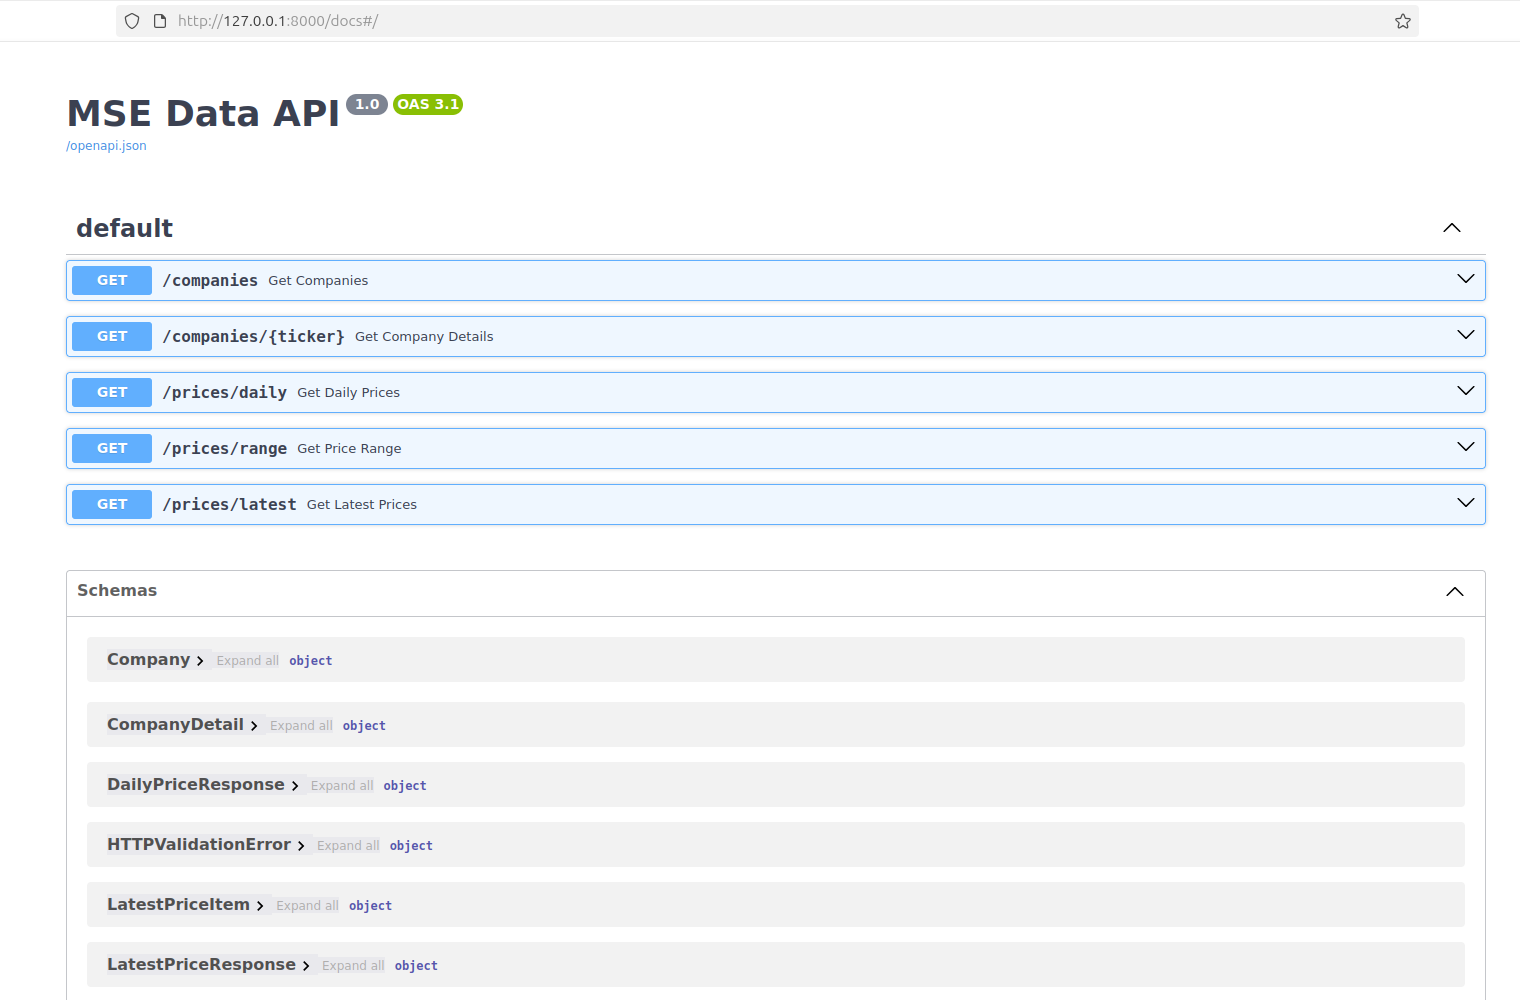 http://127.0.0.1:8000/docs#/
MSE Data API 1.0 OAS 3.1
/openapi.json
default
GET /companies Get Companies
GET /companies/{ticker} Get Company Details
GET /prices/daily Get Daily Prices
GET /prices/range Get Price Range
GET /prices/latest Get Latest Prices
Schemas
Company Expand all object
CompanyDetail Expand all object
DailyPriceResponse Expand all object
HTTPValidationError Expand all object
LatestPriceItem Expand all object
LatestPriceResponse Expand all object